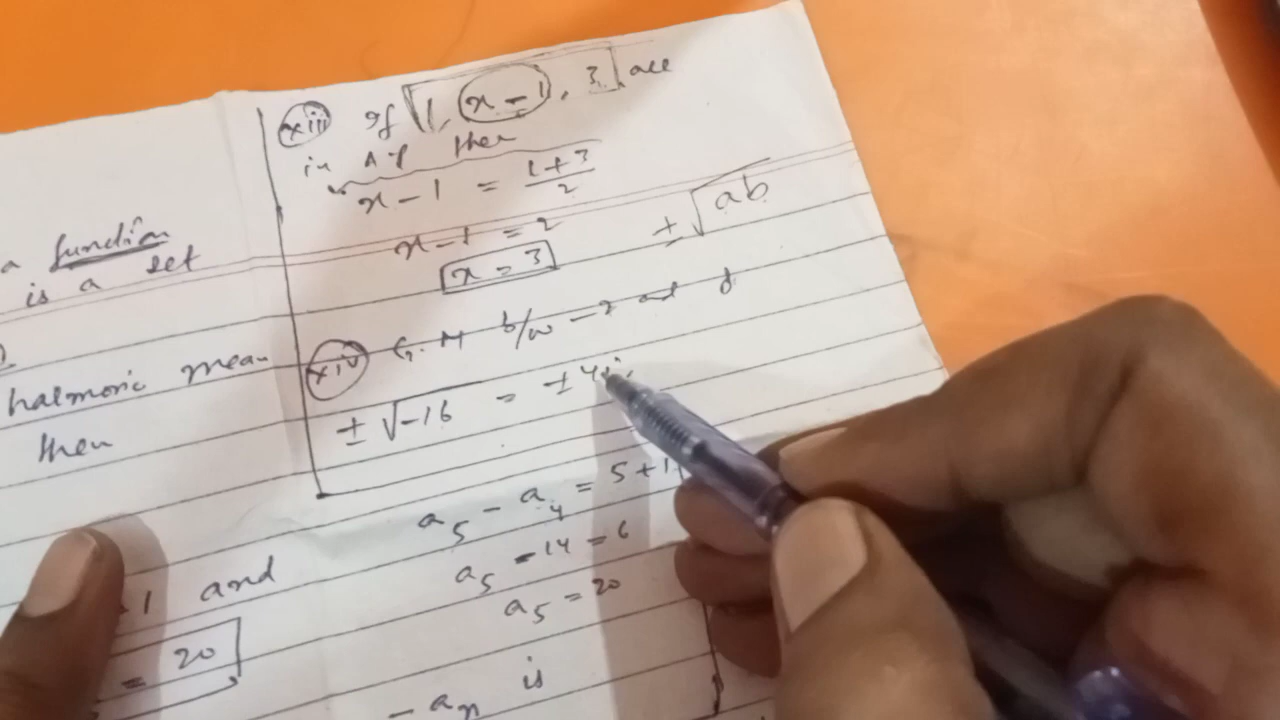 a function
is a set
harmonic mean
then
1 and
= 20
xiii If 1, x-1, 3 are
in A.P then
x-1 = 1+3/2
x-1 = 2
x = 3
±√ab
xiv G.M b/w -2 and 8
±√-16 = ±4i
a5 - a4 = 5+1
a5 - 14 = 6
a5 = 20
- an is